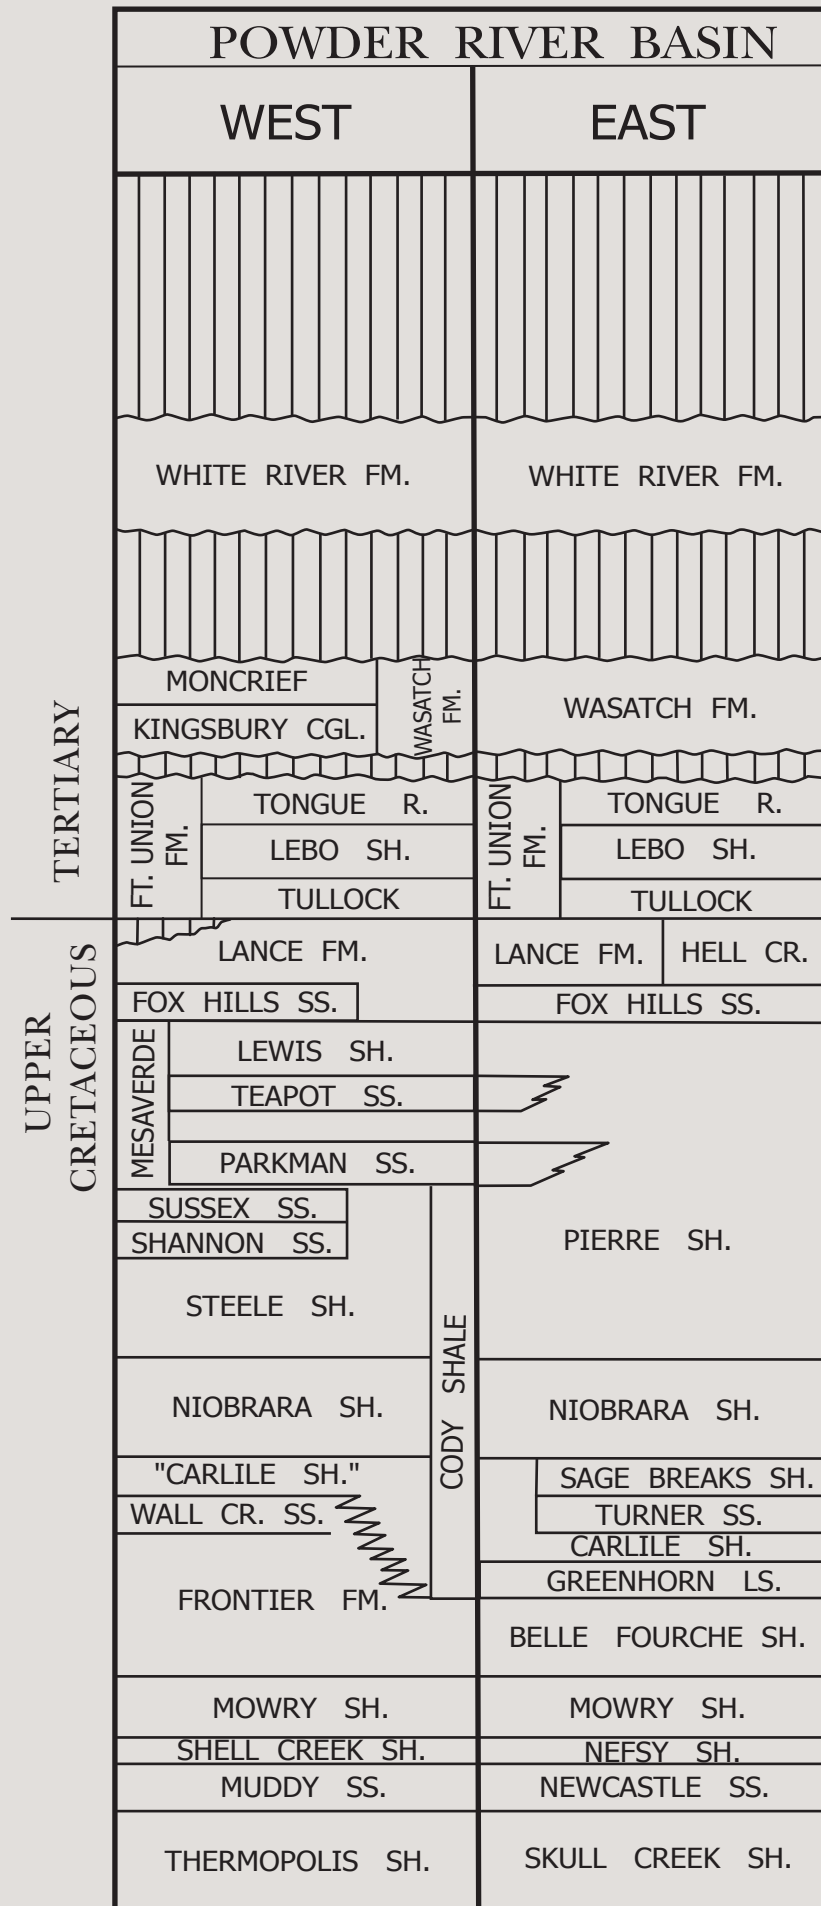 POWDER RIVER BASIN
WEST
EAST
WHITE RIVER FM.
WHITE RIVER FM.
MONCRIEF
KINGSBURY CGL.
WASATCH
FM.
WASATCH FM.
TERTIARY
FT. UNION
FM.
TONGUE R.
LEBO SH.
TULLOCK
FT. UNION
FM.
TONGUE R.
LEBO SH.
TULLOCK
UPPER
CRETACEOUS
LANCE FM.
LANCE FM.
HELL CR.
FOX HILLS SS.
FOX HILLS SS.
MESAVERDE
LEWIS SH.
TEAPOT SS.
PARKMAN SS.
SUSSEX SS.
SHANNON SS.
STEELE SH.
PIERRE SH.
CODY SHALE
NIOBRARA SH.
NIOBRARA SH.
"CARLILE SH."
WALL CR. SS.
FRONTIER FM.
SAGE BREAKS SH.
TURNER SS.
CARLILE SH.
GREENHORN LS.
BELLE FOURCHE SH.
MOWRY SH.
MOWRY SH.
SHELL CREEK SH.
NEFSY SH.
MUDDY SS.
NEWCASTLE SS.
THERMOPOLIS SH.
SKULL CREEK SH.